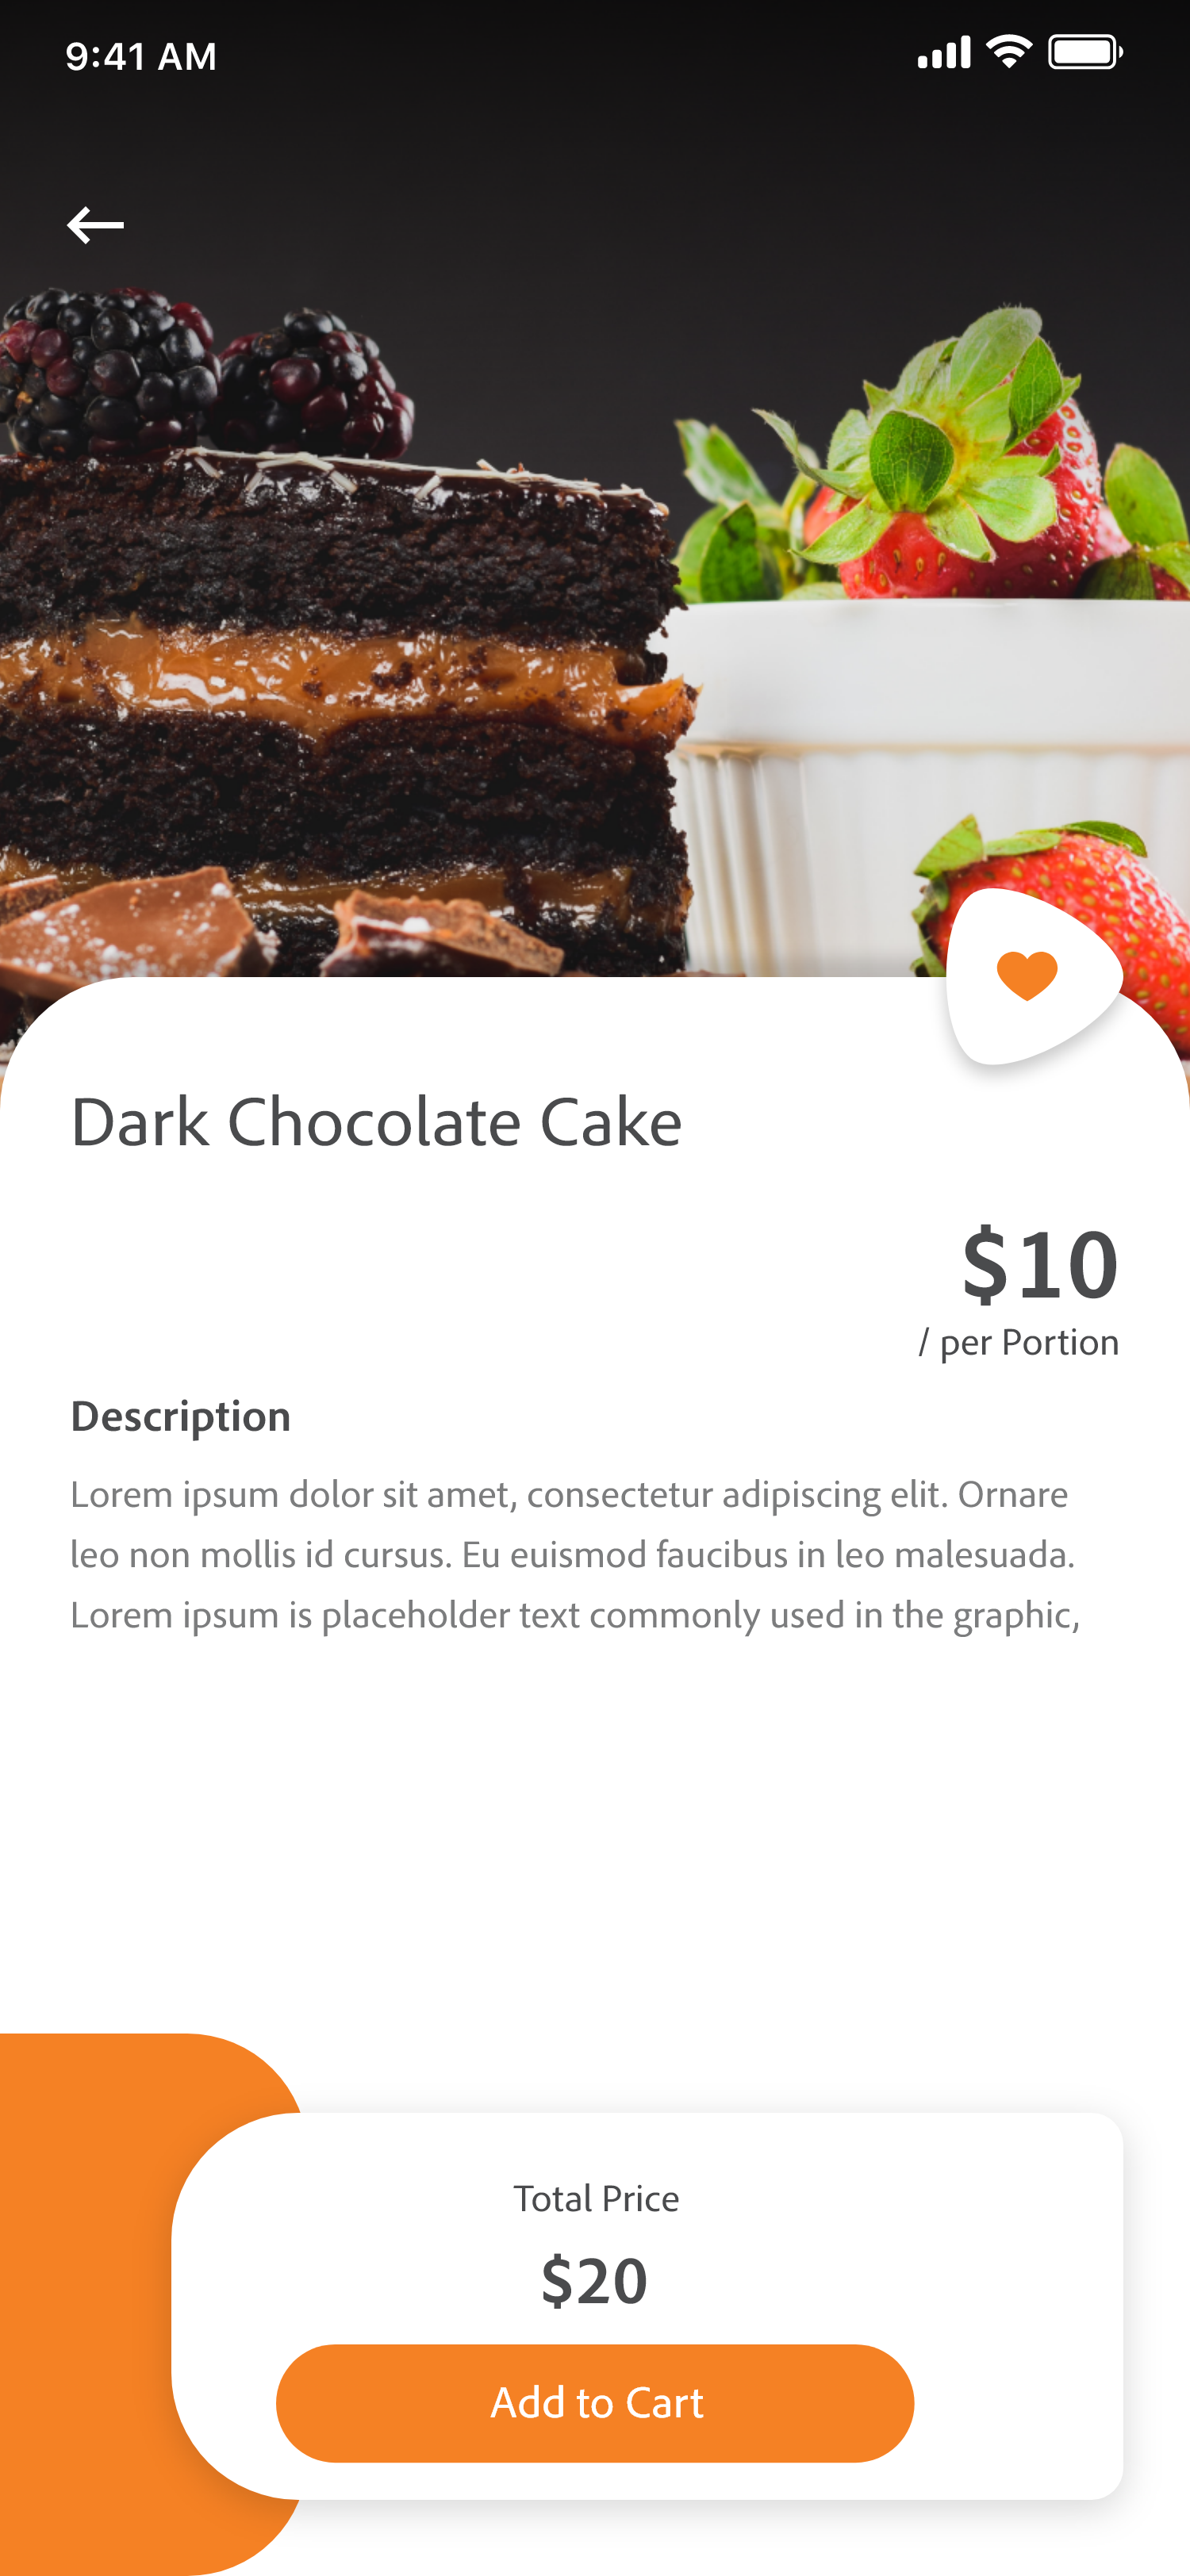 9:41 AM
Dark Chocolate Cake
$10
/ per Portion
Description
Lorem ipsum dolor sit amet, consectetur adipiscing elit. Ornare
leo non mollis id cursus. Eu euismod faucibus in leo malesuada.
Lorem ipsum is placeholder text commonly used in the graphic,
Total Price
$20
Add to Cart